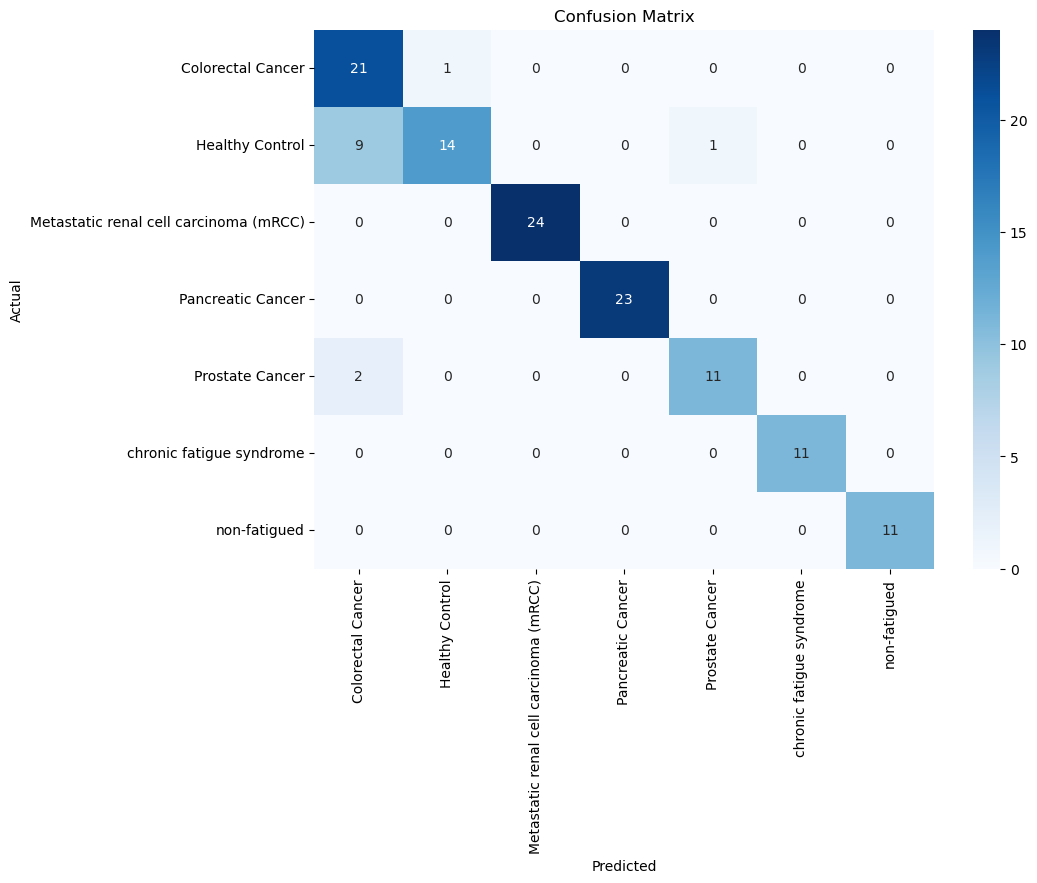 Confusion Matrix
Colorectal Cancer 21 1 0 0 0 0 0
Healthy Control 9 14 0 0 1 0 0
Metastatic renal cell carcinoma (mRCC) 0 0 24 0 0 0 0
Pancreatic Cancer 0 0 0 23 0 0 0
Prostate Cancer 2 0 0 0 11 0 0
chronic fatigue syndrome 0 0 0 0 0 11 0
non-fatigued 0 0 0 0 0 0 11
Actual
Colorectal Cancer
Healthy Control
Metastatic renal cell carcinoma (mRCC)
Pancreatic Cancer
Prostate Cancer
chronic fatigue syndrome
non-fatigued
Predicted
20
15
10
5
0